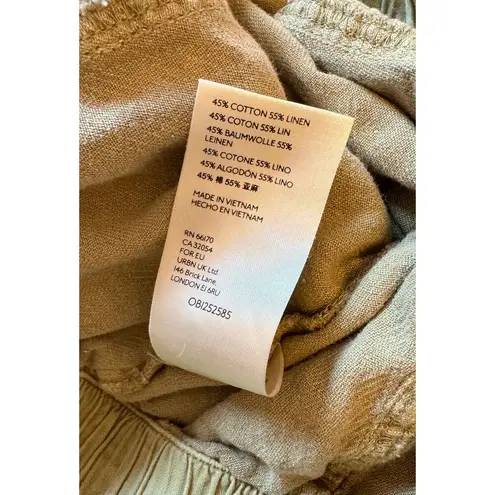 45% COTTON 55% LINEN
45% COTON 55% LIN
45% BAUMWOLLE 55%
LEINEN
45% COTONE 55% LINO
45% ALGODÓN 55% LINO
45% 棉 55% 亚麻
MADE IN VIETNAM
HECHO EN VIETNAM
RN 66170
CA 32054
FOR EU
URBN UK Ltd.
146 Brick Lane,
LONDON E1 6RU
OB1252585